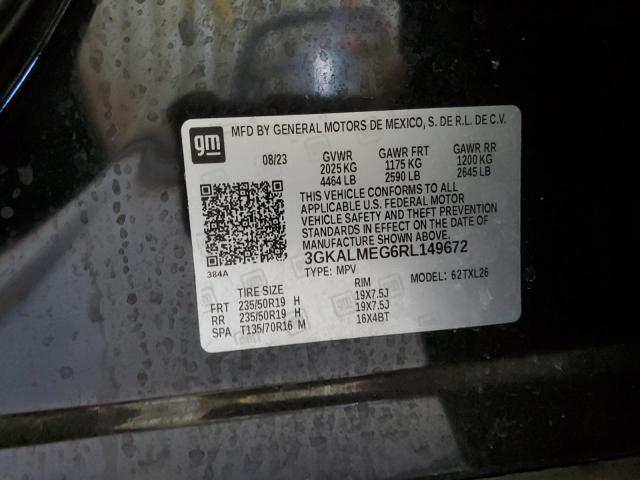 gm
MFD BY GENERAL MOTORS DE MEXICO, S. DE R.L. DE C.V.
08/23 GVWR GAWR FRT GAWR RR
2025 KG 1175 KG 1200 KG
4464 LB 2590 LB 2645 LB
THIS VEHICLE CONFORMS TO ALL
APPLICABLE U.S. FEDERAL MOTOR
VEHICLE SAFETY AND THEFT PREVENTION
STANDARDS IN EFFECT ON THE DATE OF
MANUFACTURE SHOWN ABOVE.
3GKALMEG6RL149672
384A
TYPE: MPV MODEL: 62TXL26
TIRE SIZE RIM
FRT 235/50R19 H 19X7.5J
RR 235/50R19 H 19X7.5J
SPA T135/70R16 M 16X4BT